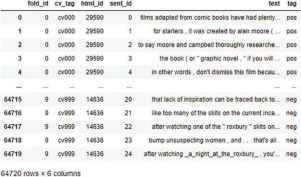 fold_id cv_tag html_id sent_id text tag
0 0 cv000 29590 0 films adapted from comic books have had plenty... pos
1 0 cv000 29590 1 for starters , it was created by alan moore ( ... pos
2 0 cv000 29590 2 to say moore and campbell thoroughly researche... pos
3 0 cv000 29590 3 the book ( or " graphic novel , " if you will ... pos
4 0 cv000 29590 4 in other words , don't dismiss this film becau... pos
... ... ... ... ... ... ...
64715 9 cv999 14636 20 that lack of inspiration can be traced back to... neg
64716 9 cv999 14636 21 like too many of the skits on the current inca... neg
64717 9 cv999 14636 22 after watching one of the " roxbury " skits on... neg
64718 9 cv999 14636 23 bump unsuspecting women , and . . . that's all . neg
64719 9 cv999 14636 24 after watching _a_night_at_the_roxbury_ , you'... neg
64720 rows × 6 columns